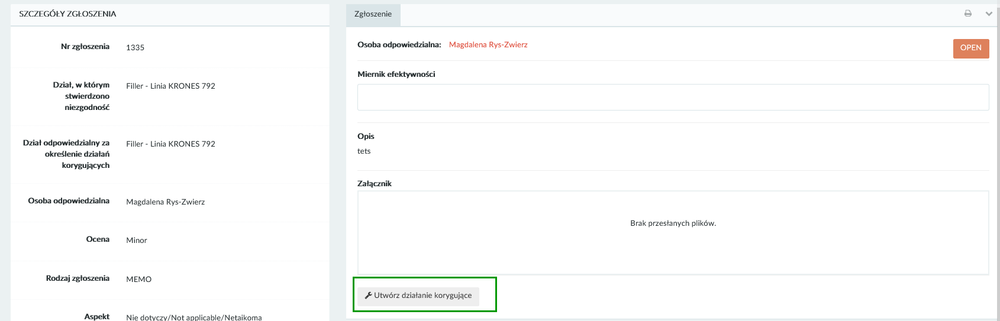 SZCZEGÓŁY ZGŁOSZENIA
Nr zgłoszenia
1335
Dział, w którym
stwierdzono
niezgodność
Filler - Linia KRONES 792
Dział odpowiedzialny za
określenie działań
korygujących
Filler - Linia KRONES 792
Osoba odpowiedzialna
Magdalena Rys-Zwierz
Ocena
Minor
Rodzaj zgłoszenia
MEMO
Aspekt
Nie dotyczy/Not applicable/Netaikoma
Zgłoszenie
Osoba odpowiedzialna: Magdalena Rys-Zwierz
OPEN
Miernik efektywności
Opis
tets
Załącznik
Brak przesłanych plików.
Utwórz działanie korygujące